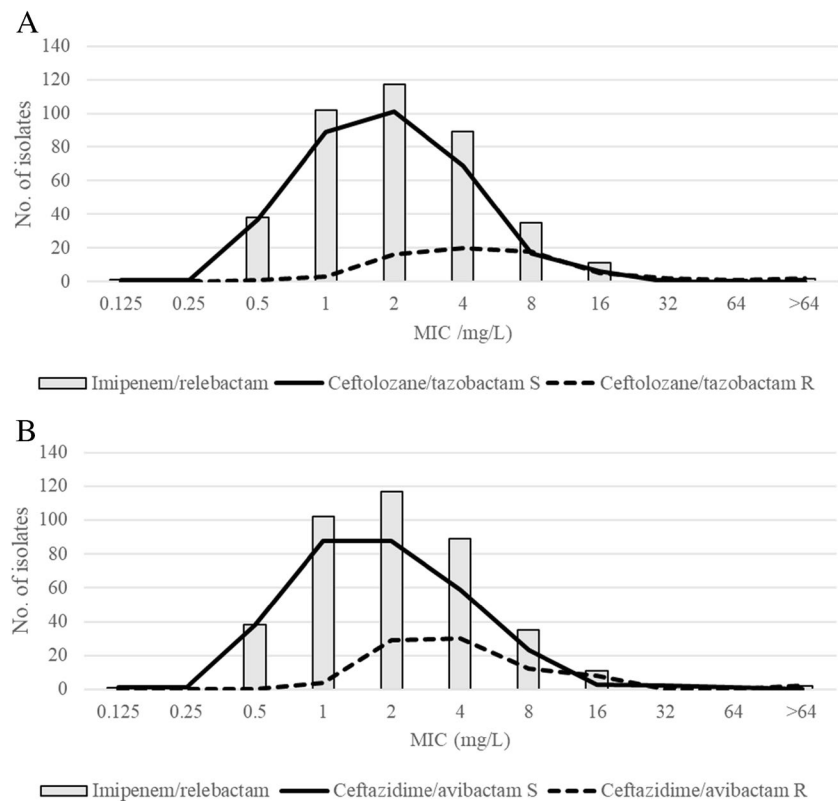 A
140
120
100
80
60
40
20
0
No. of isolates
0.125 0.25 0.5 1 2 4 8 16 32 64 >64
MIC /mg/L)
Imipenem/relebactam Ceftolozane/tazobactam S Ceftolozane/tazobactam R
B
140
120
100
80
60
40
20
0
No. of isolates
0.125 0.25 0.5 1 2 4 8 16 32 64 >64
MIC (mg/L)
Imipenem/relebactam Ceftazidime/avibactam S Ceftazidime/avibactam R